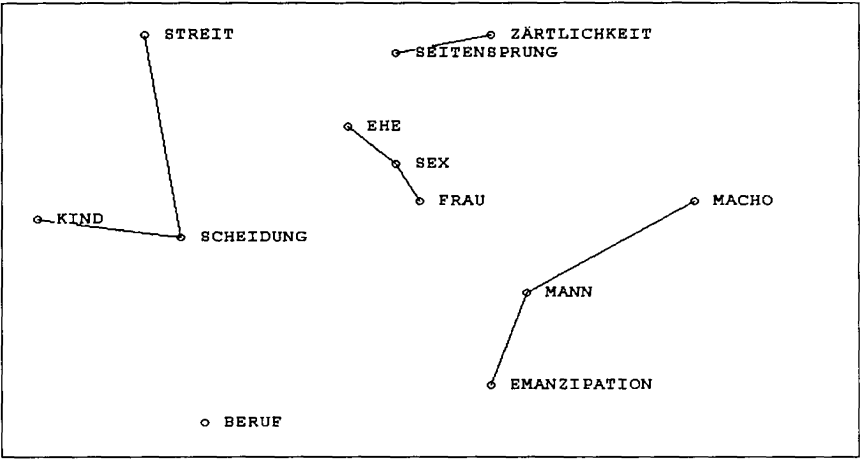 STREIT
ZÄRTLICHKEIT
SEITENSPRUNG
EHE
SEX
FRAU
MACHO
KIND
SCHEIDUNG
MANN
EMANZIPATION
BERUF